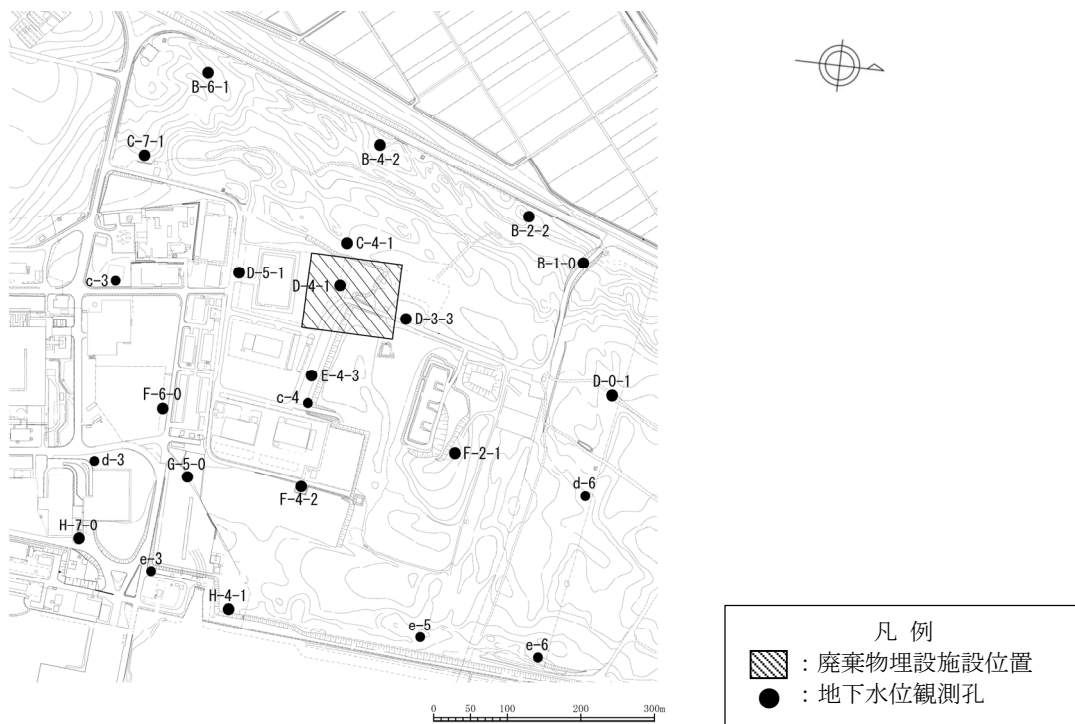 B-6-1
C-7-1
B-4-2
B-2-2
C-4-1
B-1-0
D-5-1
c-3
D-4-1
D-3-3
E-4-3
D-0-1
c-4
F-6-0
F-2-1
d-3
G-5-0
F-4-2
d-6
H-7-0
e-3
H-4-1
e-5
e-6
0 50 100 200 300m
凡 例
：廃棄物埋設施設位置
：地下水位観測孔